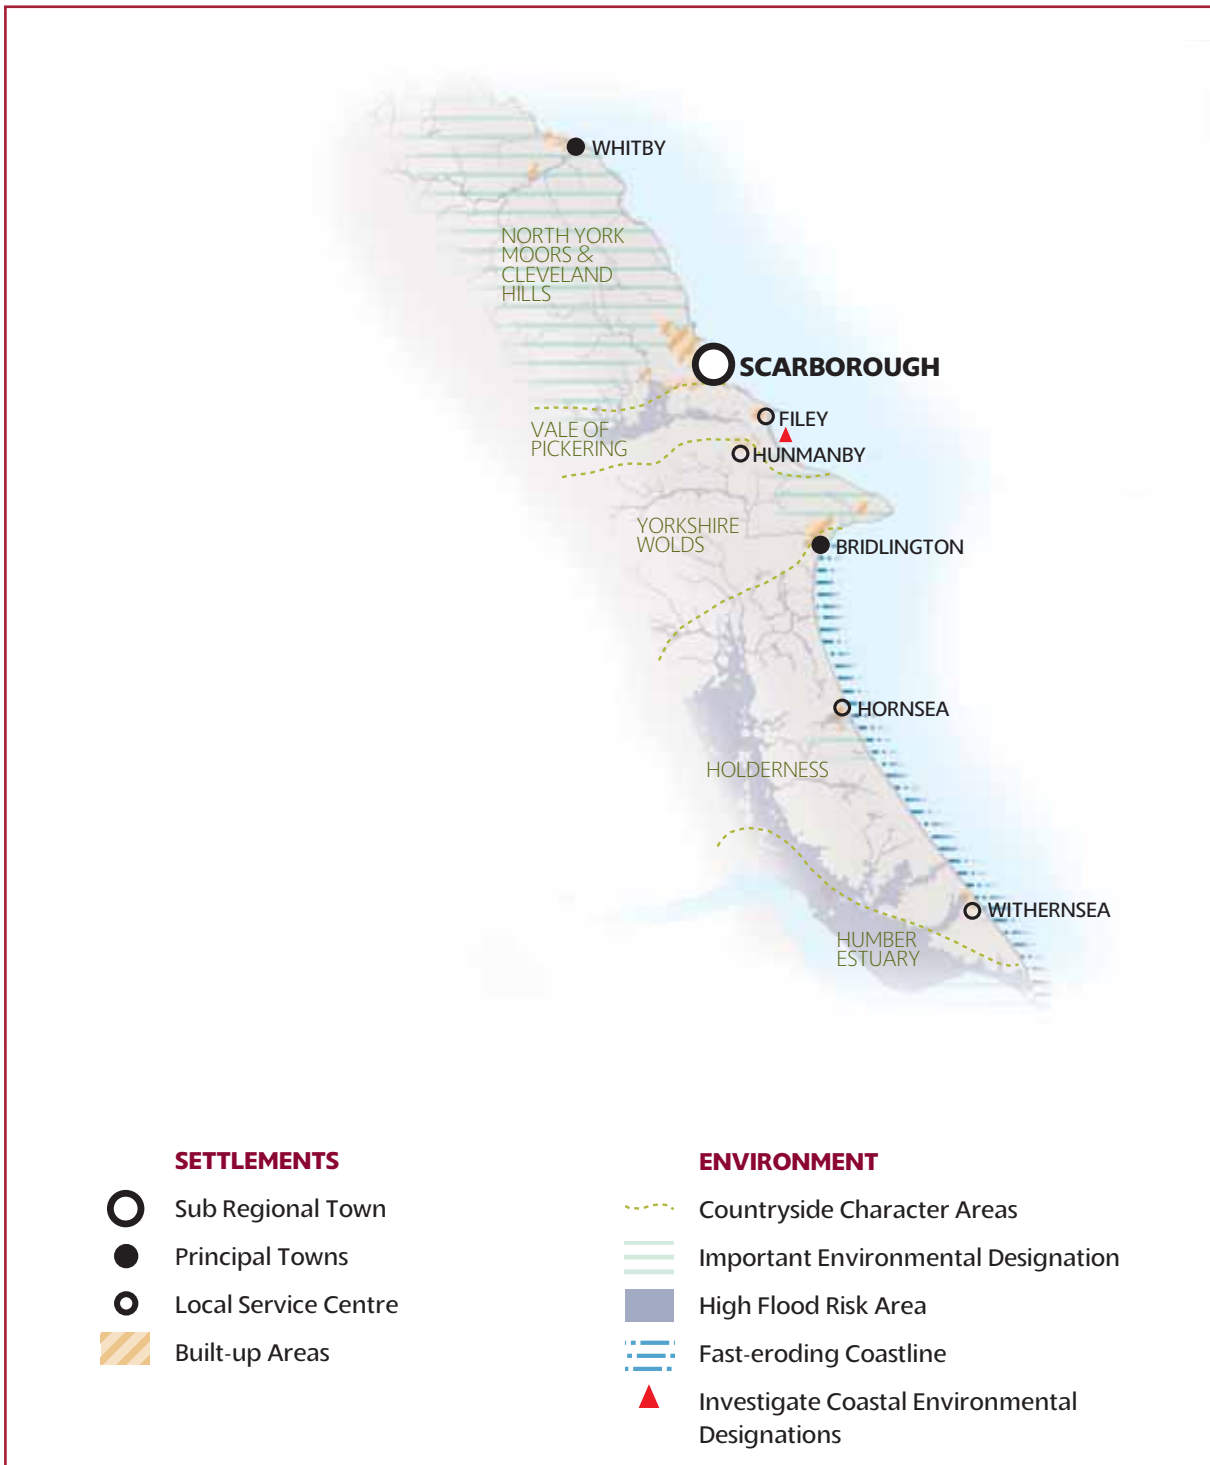 WHITBY
NORTH YORK
MOORS &
CLEVELAND
HILLS
SCARBOROUGH
FILEY
VALE OF
PICKERING
HUNMANBY
YORKSHIRE
WOLDS
BRIDLINGTON
HORNSEA
HOLDERNESS
WITHERNSEA
HUMBER
ESTUARY
SETTLEMENTS
Sub Regional Town
Principal Towns
Local Service Centre
Built-up Areas
ENVIRONMENT
Countryside Character Areas
Important Environmental Designation
High Flood Risk Area
Fast-eroding Coastline
Investigate Coastal Environmental
Designations